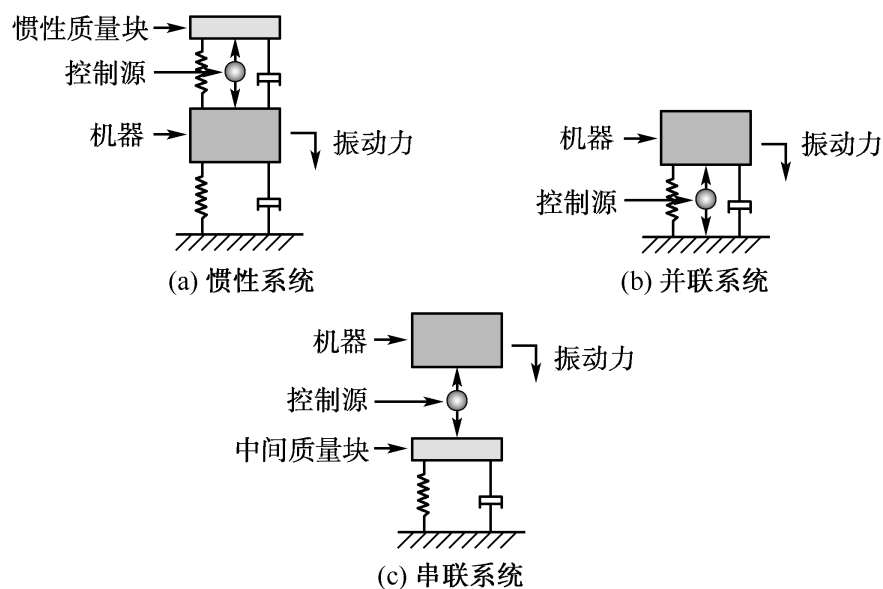 惯性质量块
控制源
机器
振动力
(a) 惯性系统
机器
振动力
控制源
(b) 并联系统
机器
振动力
控制源
中间质量块
(c) 串联系统